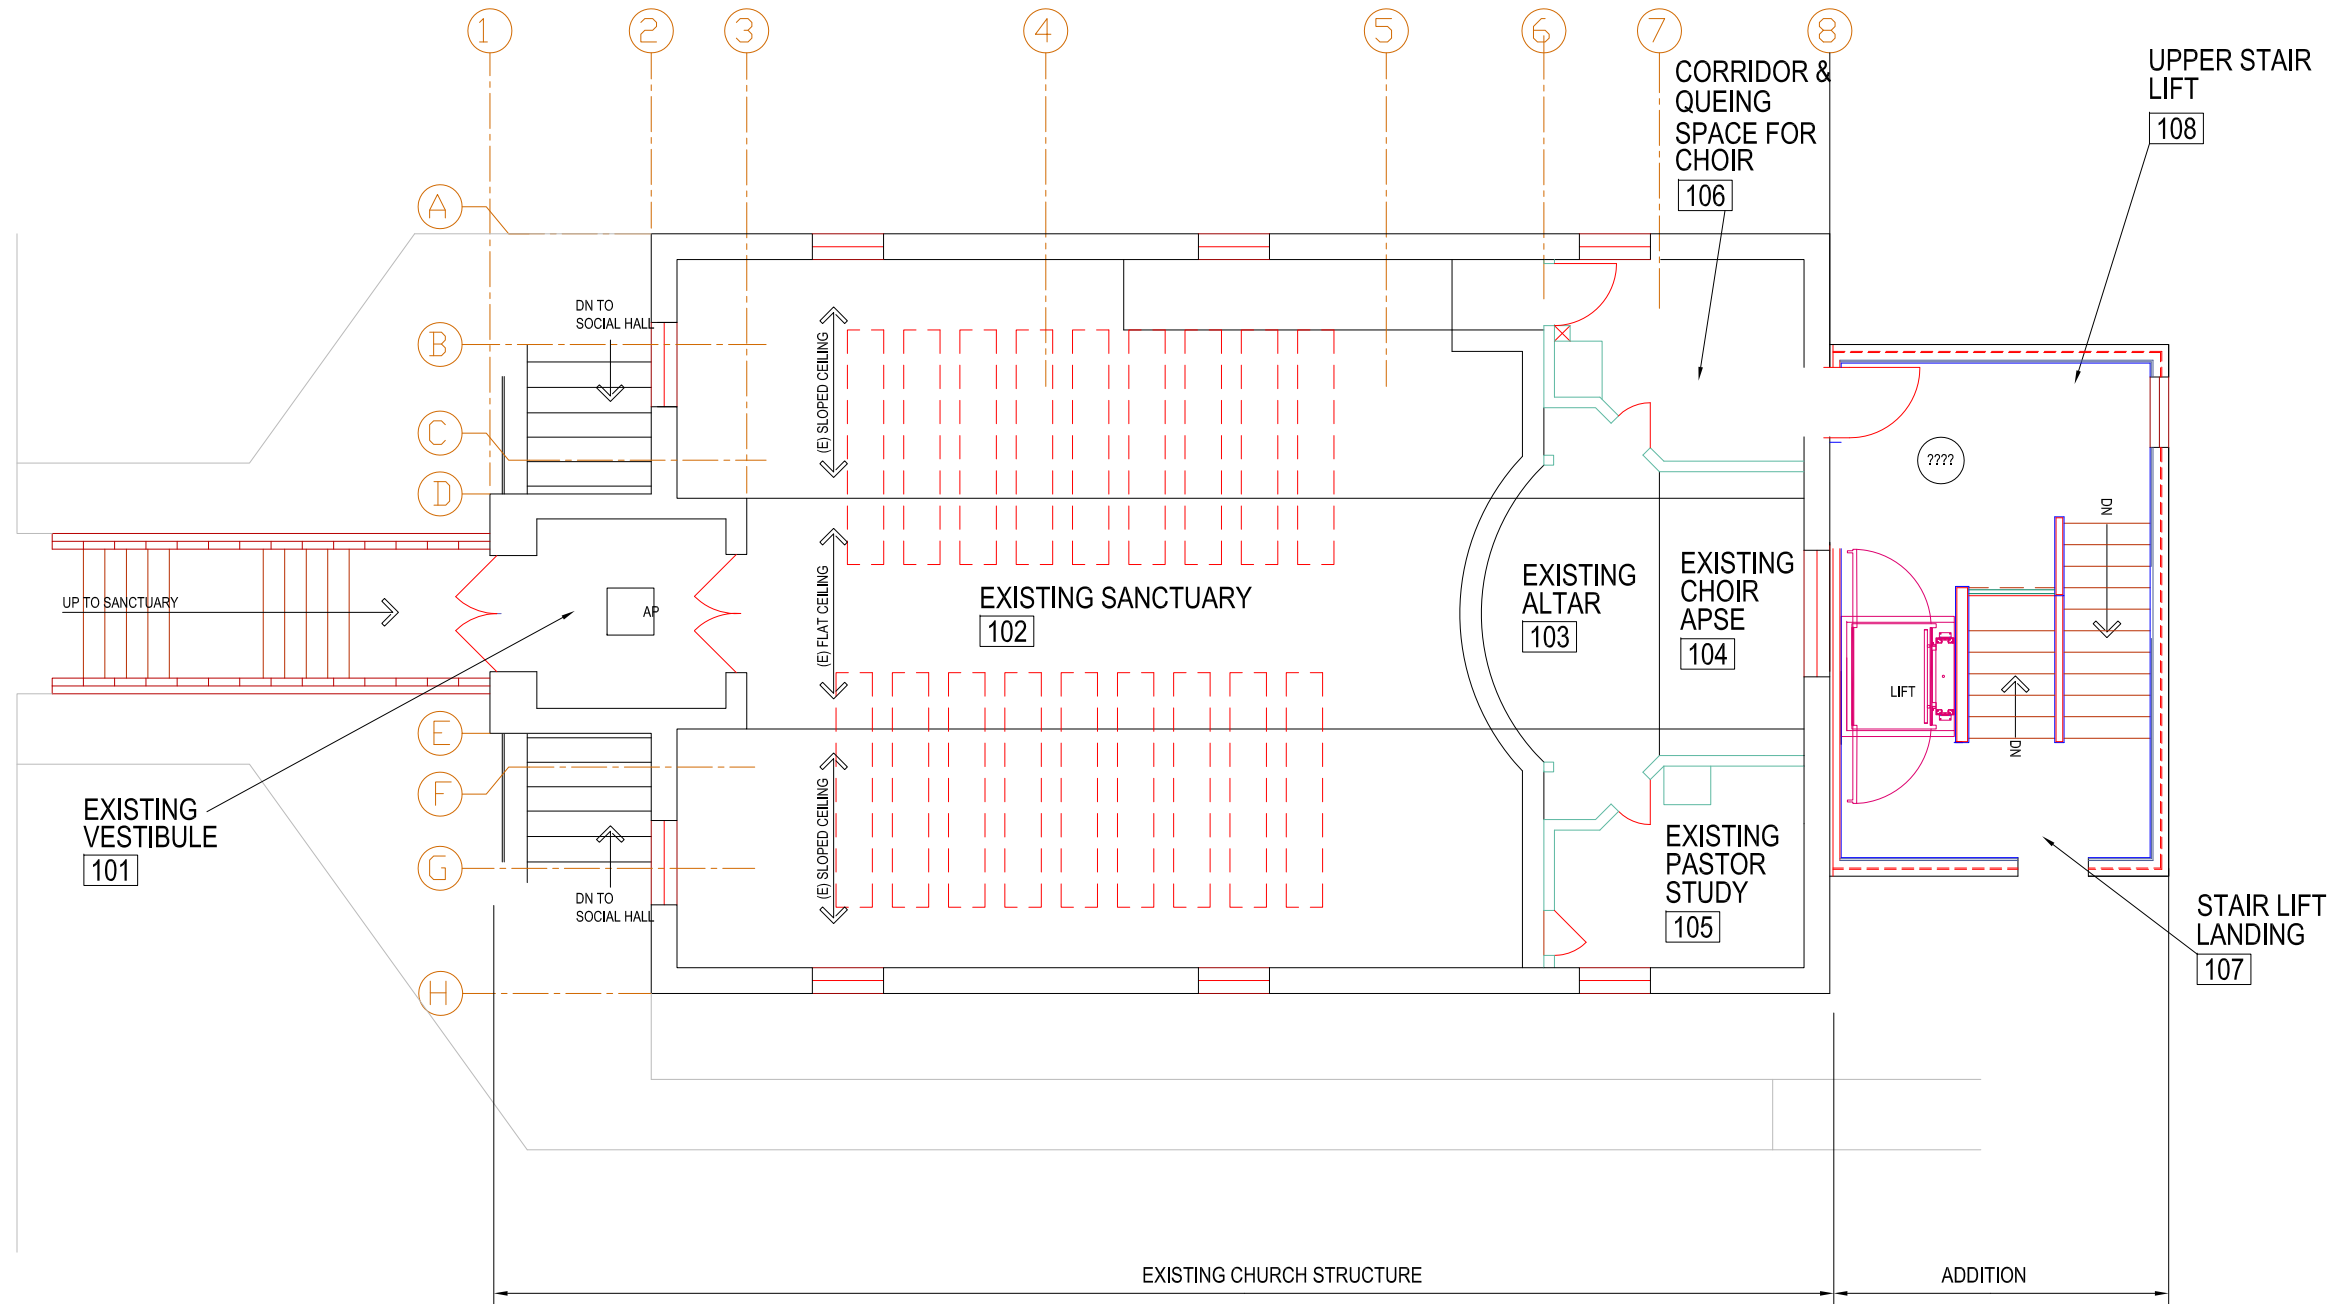 1
2
3
4
5
6
7
8
CORRIDOR &
QUEING
SPACE FOR
CHOIR
106
UPPER STAIR
LIFT
108
A
B
C
D
E
F
G
H
DN TO
SOCIAL HALL
(E) SLOPED CEILING
(E) FLAT CEILING
(E) SLOPED CEILING
UP TO SANCTUARY
AP
EXISTING SANCTUARY
102
EXISTING
ALTAR
103
EXISTING
CHOIR
APSE
104
????
DN
LIFT
DN
EXISTING
VESTIBULE
101
DN TO
SOCIAL HALL
EXISTING
PASTOR
STUDY
105
STAIR LIFT
LANDING
107
EXISTING CHURCH STRUCTURE
ADDITION